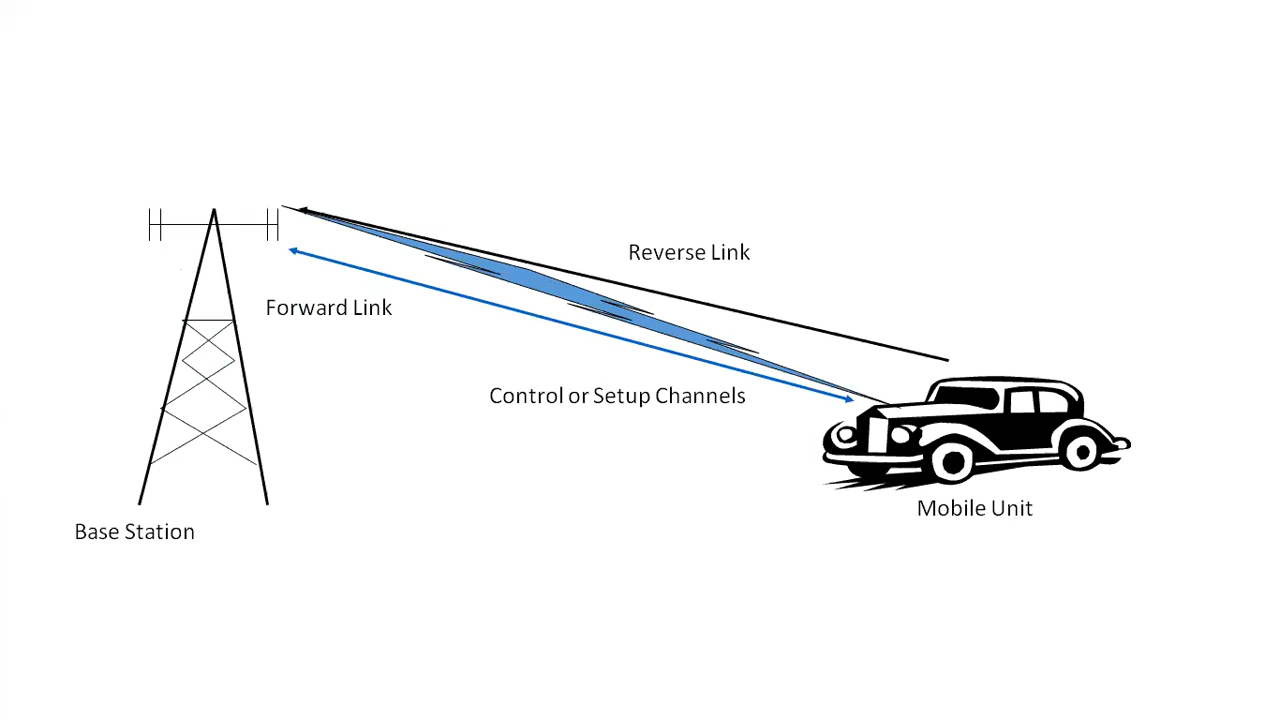 Reverse Link
Forward Link
Control or Setup Channels
Mobile Unit
Base Station